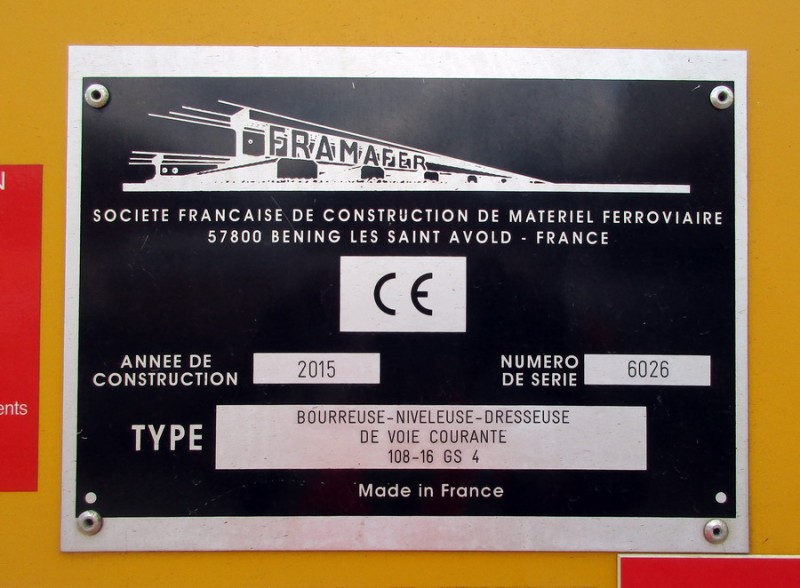 FRAMAFER
SOCIETE FRANCAISE DE CONSTRUCTION DE MATERIEL FERROVIAIRE
57800 BENING LES SAINT AVOLD - FRANCE
CE
ANNEE DE
CONSTRUCTION
2015
NUMERO
DE SERIE
6026
TYPE
BOURREUSE-NIVELEUSE-DRESSEUSE
DE VOIE COURANTE
108-16 GS 4
Made in France